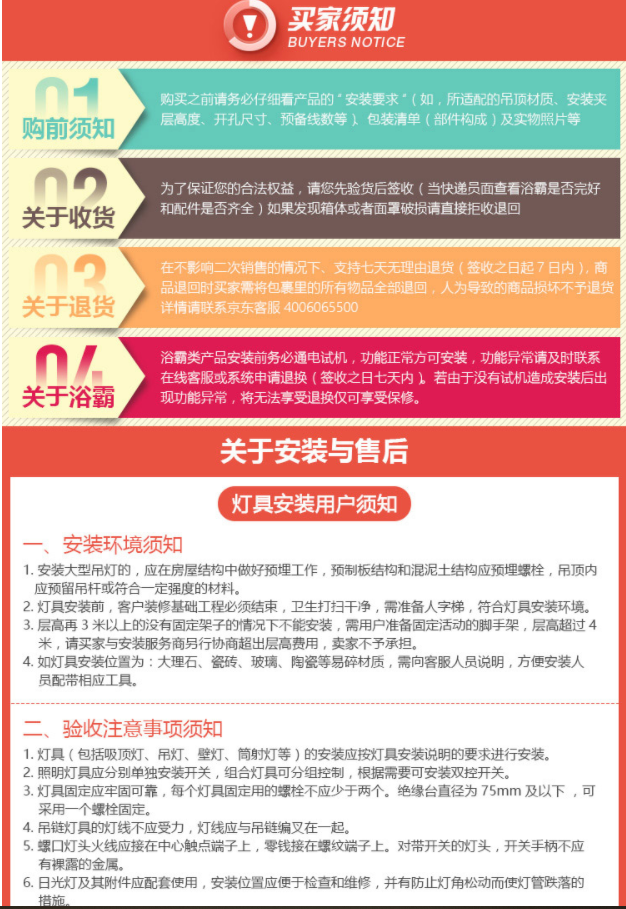 买家须知
BUYERS NOTICE
01
购前须知
购买之前请务必仔细看产品的“安装要求“（如，所适配的吊顶材质、安装夹
层高度、开孔尺寸、预备线数等）、包装清单（部件构成）及实物照片等
02
关于收货
为了保证您的合法权益，请您先验货后签收（当快递员面查看浴霸是否完好
和配件是否齐全）如果发现箱体或者面罩破损请直接拒收退回
03
关于退货
在不影响二次销售的情况下、支持七天无理由退货（签收之日起7日内），商
品退回时买家需将包裹里的所有物品全部退回，人为导致的商品损坏不予退货
详情请联系京东客服 4006065500
04
关于浴霸
浴霸类产品安装前务必通电试机，功能正常方可安装，功能异常请及时联系
在线客服或系统申请退换（签收之日七天内）。若由于没有试机造成安装后出
现功能异常，将无法享受退换仅可享受保修。
关于安装与售后
灯具安装用户须知
一、安装环境须知
1. 安装大型吊灯的，应在房屋结构中做好预埋工作，预制板结构和混泥土结构应预埋螺栓，吊顶内
应预留吊杆或符合一定强度的材料。
2. 灯具安装前，客户装修基础工程必须结束，卫生打扫干净，需准备人字梯，符合灯具安装环境。
3. 层高再 3 米以上的没有固定架子的情况下不能安装，需用户准备固定活动的脚手架，层高超过 4
米，请买家与安装服务商另行协商超出层高费用，卖家不予承担。
4. 如灯具安装位置为：大理石、瓷砖、玻璃、陶瓷等易碎材质，需向客服人员说明，方便安装人
员配带相应工具。
二、验收注意事项须知
1. 灯具（包括吸顶灯、吊灯、壁灯、筒射灯等）的安装应按灯具安装说明的要求进行安装。
2. 照明灯具应分别单独安装开关，组合灯具可分组控制，根据需要可安装双控开关。
3. 灯具固定应牢固可靠，每个灯具固定用的螺栓不应少于两个。绝缘台直径为 75mm 及以下 ，可
采用一个螺栓固定。
4. 吊链灯具的灯线不应受力，灯线应与吊链编叉在一起。
5. 螺口灯头火线应接在中心触点端子上，零钱接在螺纹端子上。对带开关的灯头，开关手柄不应
有裸露的金属。
6. 日光灯及其附件应配套使用，安装位置应便于检查和维修，并有防止灯角松动而使灯管跌落的
措施。